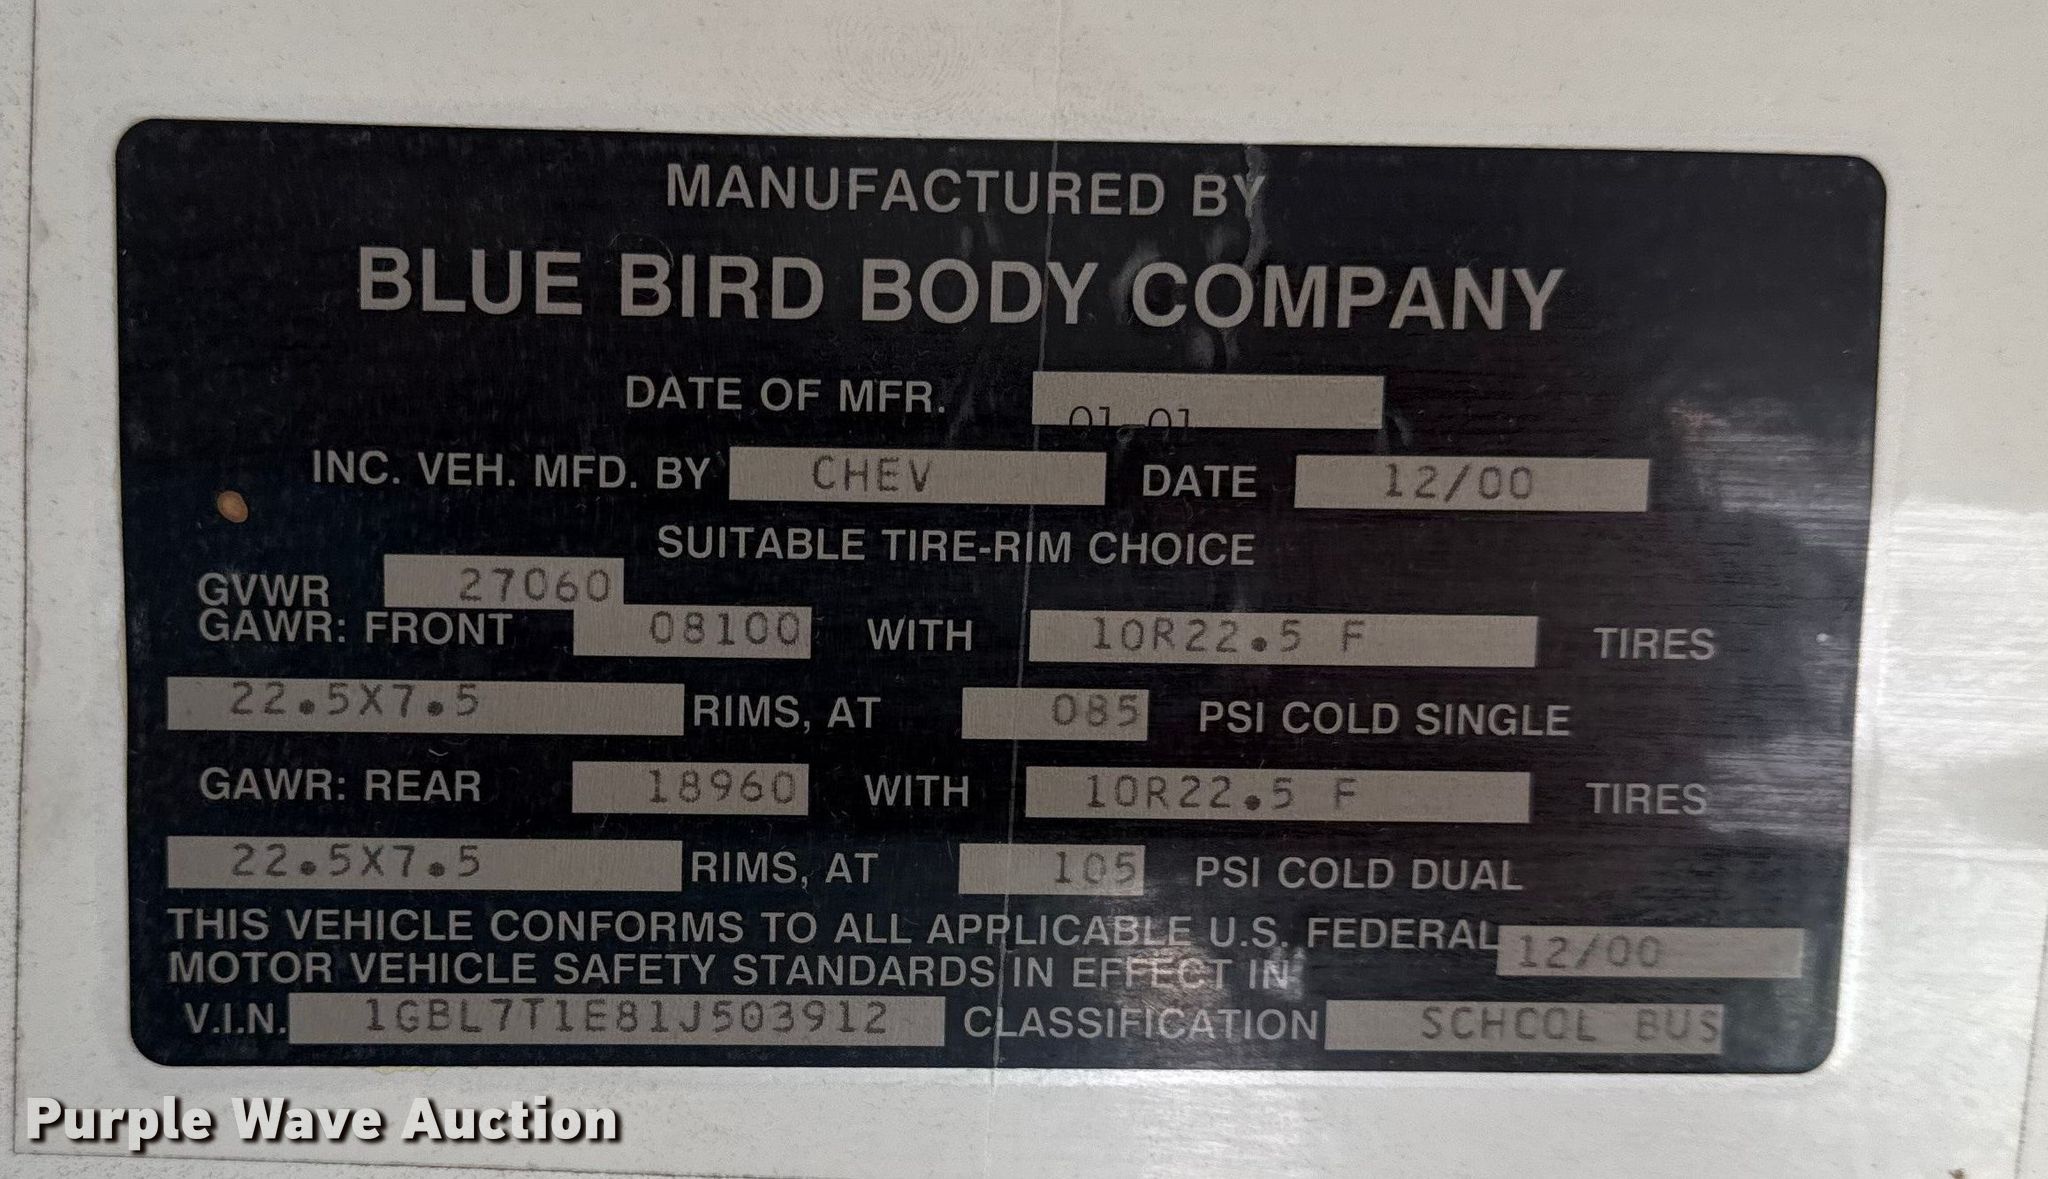 MANUFACTURED BY
BLUE BIRD BODY COMPANY
DATE OF MFR. 01-01
INC. VEH. MFD. BY CHEV DATE 12/00
SUITABLE TIRE-RIM CHOICE
GVWR 27060
GAWR: FRONT 08100 WITH 10R22.5 F TIRES
22.5X7.5 RIMS, AT 085 PSI COLD SINGLE
GAWR: REAR 18960 WITH 10R22.5 F TIRES
22.5X7.5 RIMS, AT 105 PSI COLD DUAL
THIS VEHICLE CONFORMS TO ALL APPLICABLE U.S. FEDERAL
MOTOR VEHICLE SAFETY STANDARDS IN EFFECT IN 12/00
V.I.N. 1GBL7T1E81J503912 CLASSIFICATION SCHOOL BUS
Purple Wave Auction